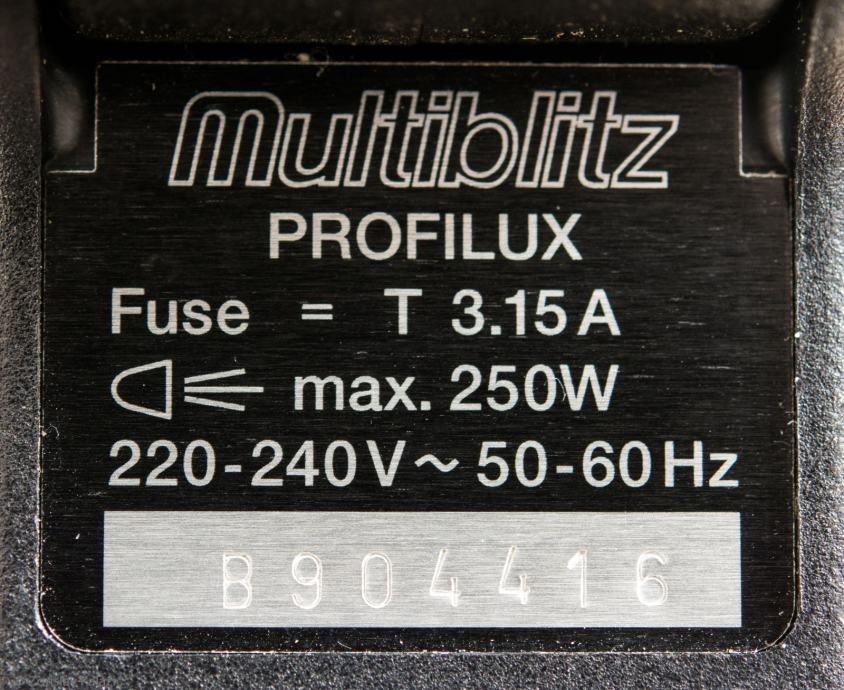 multiblitz
PROFILUX
Fuse = T 3.15 A
max. 250W
220-240V~ 50-60Hz
B904416